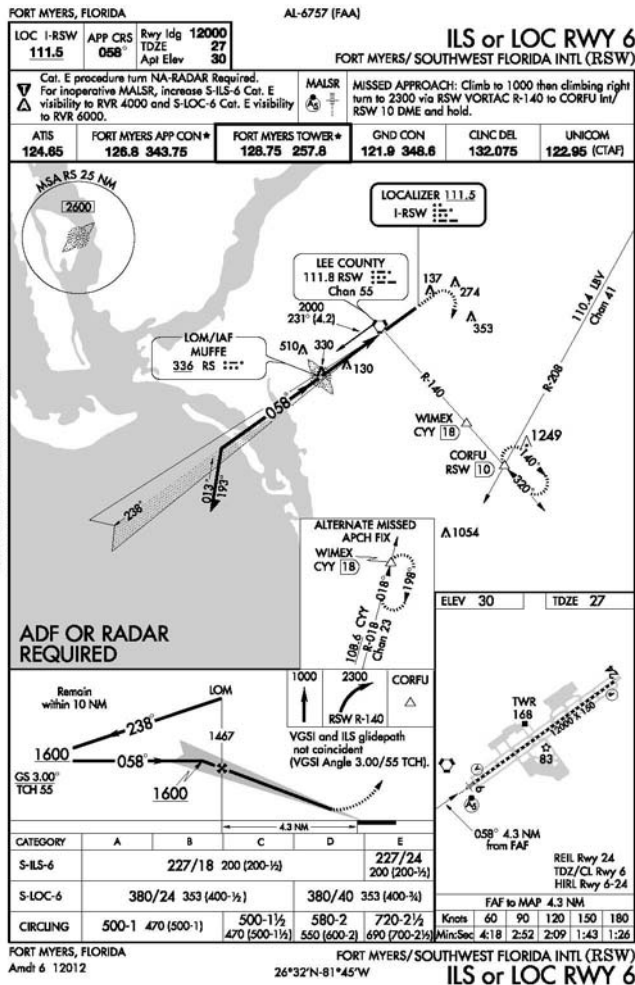 FORT MYERS, FLORIDA
AL-6757 (FAA)
LOC I-RSW
111.5
APP CRS
058°
Rwy ldg 12000
TDZE 27
Apt Elev 30
ILS or LOC RWY 6
FORT MYERS/ SOUTHWEST FLORIDA INTL (RSW)
T
A
Cat. E procedure turn NA-RADAR Required.
For inoperative MALSR, increase S-ILS-6 Cat. E
visibility to RVR 4000 and S-LOC-6 Cat. E visibility
to RVR 6000.
MALSR
A5
MISSED APPROACH: Climb to 1000 then climbing right
turn to 2300 via RSW VORTAC R-140 to CORFU Int/
RSW 10 DME and hold.
ATIS
124.65
FORT MYERS APP CON★
126.8 343.75
FORT MYERS TOWER★
128.75 257.8
GND CON
121.9 348.6
CLNC DEL
132.075
UNICOM
122.95 (CTAF)
MSA RS 25 NM
2600
LOCALIZER 111.5
I-RSW
LEE COUNTY
111.8 RSW
Chan 55
2000
231° (4.2)
137
274
353
LOM/IAF
MUFFE
336 RS
510
330
130
110.4 LBV
Chan 41
R-208
R-140
058°
WIMEX
CYY 18
CORFU
RSW 10
1249
140°
320°
013°
193°
238°
1054
ALTERNATE MISSED
APCH FIX
WIMEX
CYY 18
018°
198°
108.6 CYY
R-018
Chan 23
ADF OR RADAR
REQUIRED
ELEV 30
TDZE 27
TWR
168
12000 X 150
83
6
A5
058° 4.3 NM
from FAF
REIL Rwy 24
TDZ/CL Rwy 6
HIRL Rwy 6-24
Remain
within 10 NM
LOM
238°
1467
1600
058°
1600
GS 3.00°
TCH 55
1000
2300
RSW R-140
CORFU
VGSI and ILS glidepath
not coincident
(VGSI Angle 3.00/55 TCH).
4.3 NM
CATEGORY A B C D E
S-ILS-6 227/18 200 (200-½) 227/24 200 (200-½)
S-LOC-6 380/24 353 (400-½) 380/40 353 (400-¾)
CIRCLING 500-1 470 (500-1) 500-1½ 470 (500-1½) 580-2 550 (600-2) 720-2½ 690 (700-2½)
FAF to MAP 4.3 NM
Knots 60 90 120 150 180
Min:Sec 4:18 2:52 2:09 1:43 1:26
FORT MYERS, FLORIDA
Amdt 6 12012
26°32'N-81°45'W
FORT MYERS/ SOUTHWEST FLORIDA INTL (RSW)
ILS or LOC RWY 6